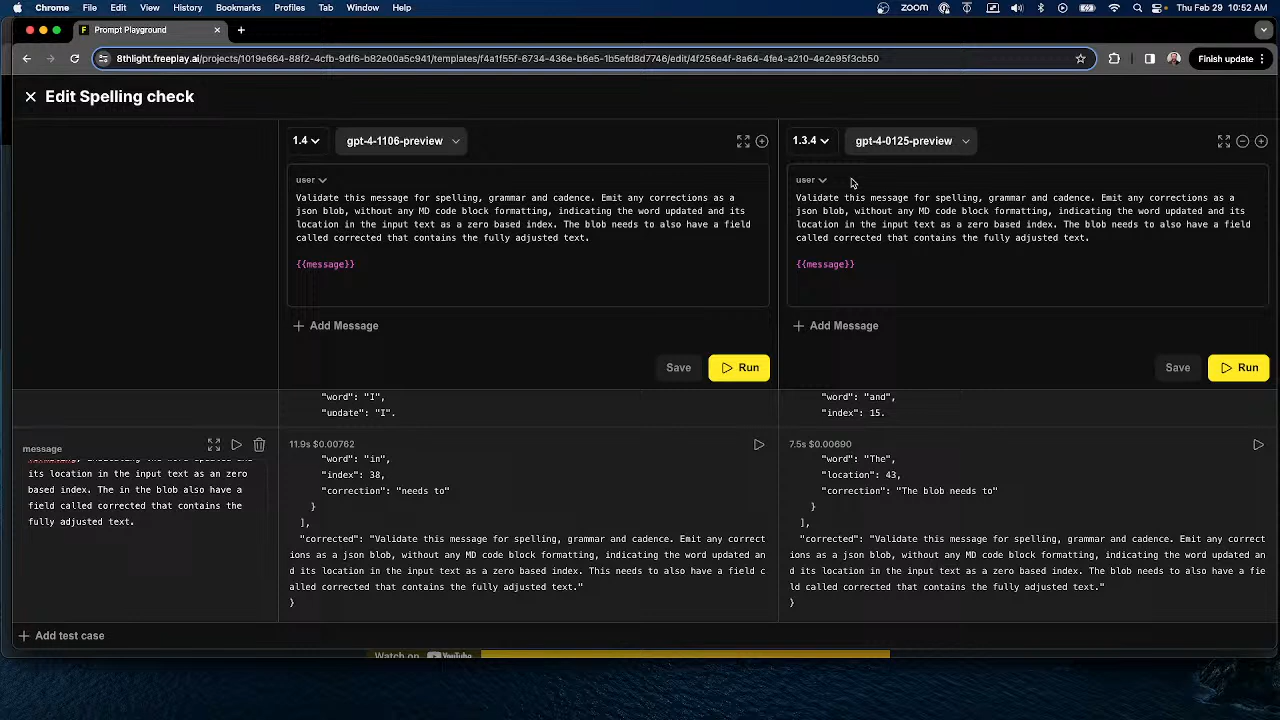 Chrome File Edit View History Bookmarks Profiles Tab Window Help
zoom
Thu Feb 29 10:52 AM
Prompt Playground
8thlight.freeplay.ai/projects/1019e664-88f2-4cfb-9df6-b82e00a5c941/templates/f4a1f55f-6734-436e-b6e5-1b5efd8d7746/edit/4f256e4f-8a64-4fe4-a210-4e2e95f3cb50
Finish update
Edit Spelling check
1.4
gpt-4-1106-preview
user
Validate this message for spelling, grammar and cadence. Emit any corrections as a
json blob, without any MD code block formatting, indicating the word updated and its
location in the input text as a zero based index. The blob needs to also have a field
called corrected that contains the fully adjusted text.
{{message}}
+ Add Message
Save
Run
1.3.4
gpt-4-0125-preview
user
Validate this message for spelling, grammar and cadence. Emit any corrections as a
json blob, without any MD code block formatting, indicating the word updated and its
location in the input text as a zero based index. The blob needs to also have a field
called corrected that contains the fully adjusted text.
{{message}}
+ Add Message
Save
Run
"word": "I",
"update": "I".
"word": "and",
"index": 15.
message
its location in the input text as an zero
based index. The in the blob also have a
field called corrected that contains the
fully adjusted text.
11.9s $0.00762
"word": "in",
"index": 38,
"correction": "needs to"
}
],
"corrected": "Validate this message for spelling, grammar and cadence. Emit any correct
ions as a json blob, without any MD code block formatting, indicating the word updated an
d its location in the input text as a zero based index. This needs to also have a field c
alled corrected that contains the fully adjusted text."
}
7.5s $0.00690
"word": "The",
"location": 43,
"correction": "The blob needs to"
}
],
"corrected": "Validate this message for spelling, grammar and cadence. Emit any correct
ions as a json blob, without any MD code block formatting, indicating the word updated an
d its location in the input text as a zero based index. The blob needs to also have a fie
ld called corrected that contains the fully adjusted text."
}
+ Add test case
Watch on YouTube